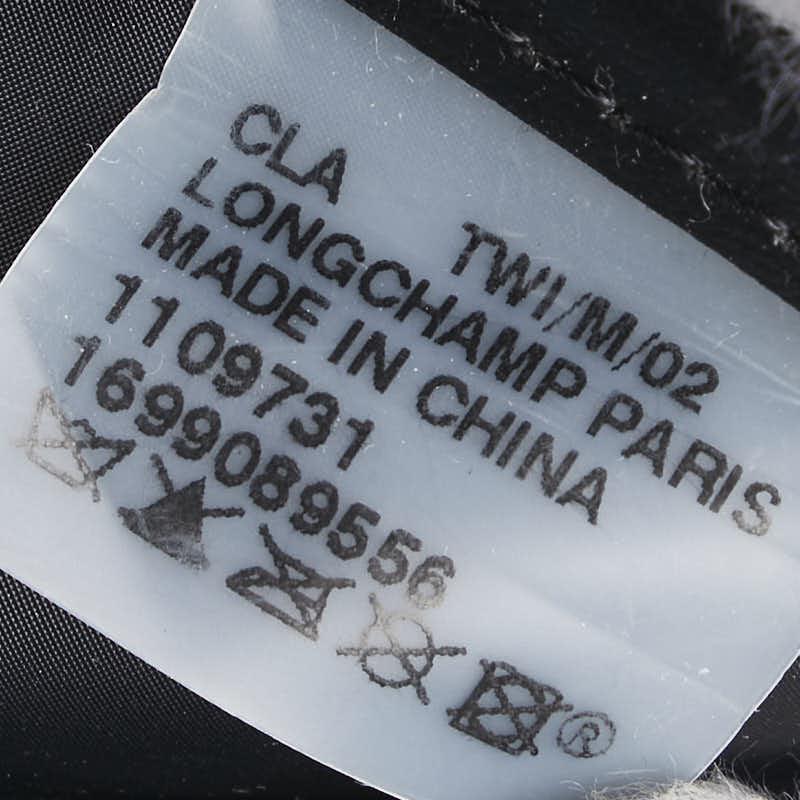 CLA TWI/M/02
LONGCHAMP PARIS
MADE IN CHINA
1109731
1699089556
®